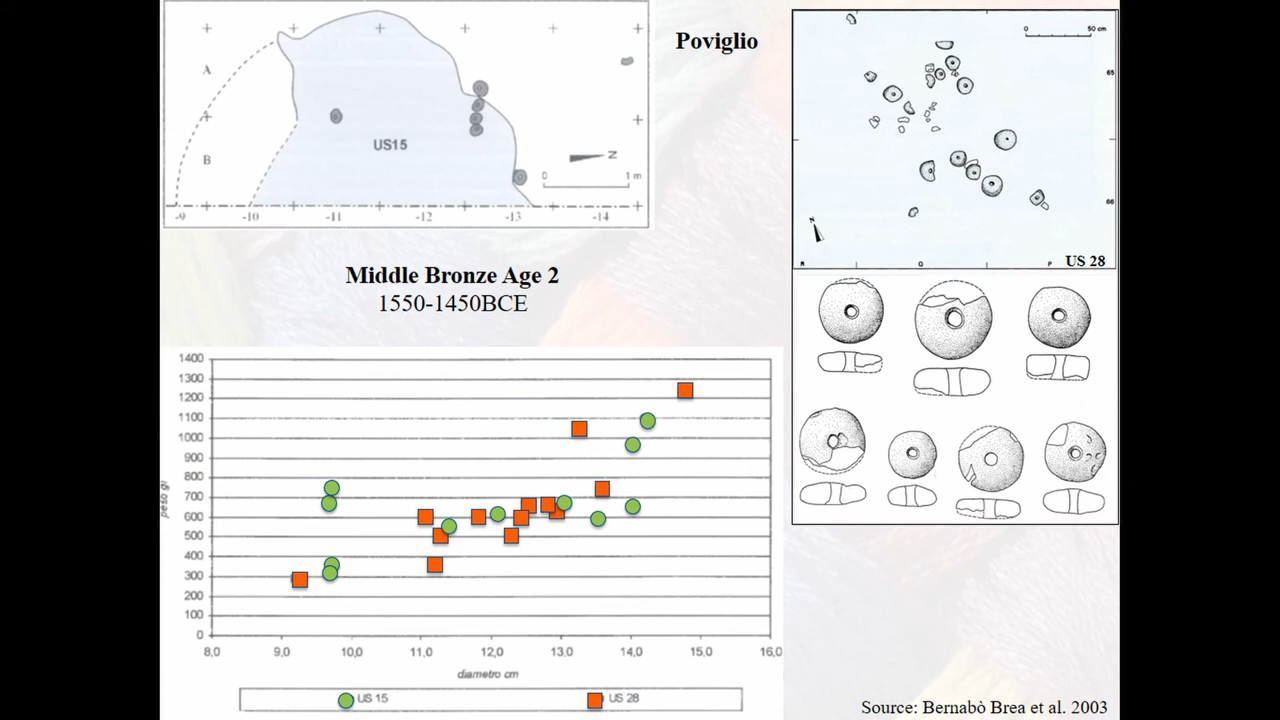 Poviglio
A
B
US15
N
0 1 m
-9 -10 -11 -12 -13 -14
0 50 cm
65
66
N
R Q P
US 28
Middle Bronze Age 2
1550-1450BCE
1400
1300
1200
1100
1000
900
800
700
600
500
400
300
200
100
0
peso gr
8,0 9,0 10,0 11,0 12,0 13,0 14,0 15,0 16,0
diametro cm
US 15 US 28
Source: Bernabò Brea et al. 2003